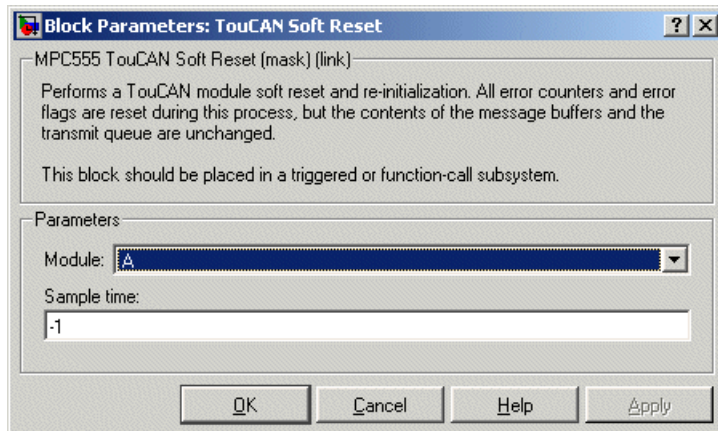 Block Parameters: TouCAN Soft Reset
MPC555 TouCAN Soft Reset (mask) (link)
Performs a TouCAN module soft reset and re-initialization. All error counters and error
flags are reset during this process, but the contents of the message buffers and the
transmit queue are unchanged.
This block should be placed in a triggered or function-call subsystem.
Parameters
Module: A
Sample time:
-1
OK Cancel Help Apply